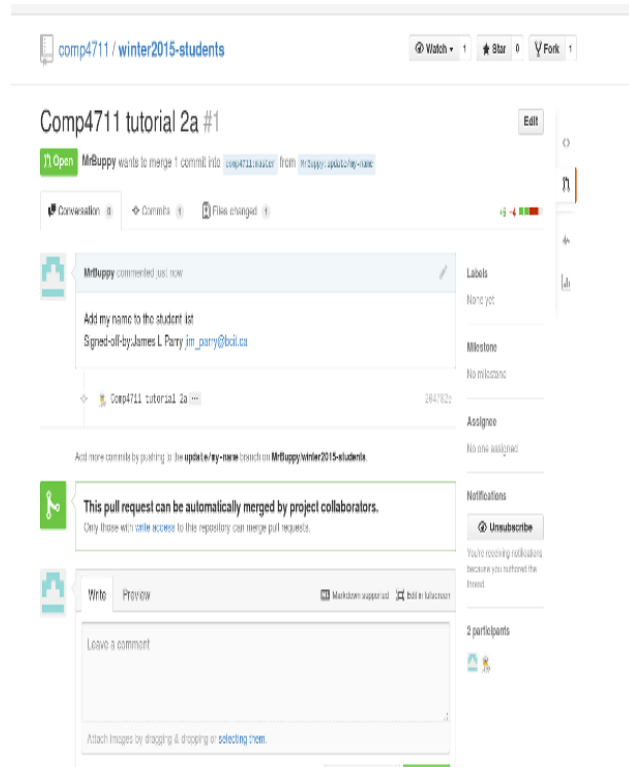 comp4711 / winter2015-students
Watch 1 Star 0 Fork 1
Comp4711 tutorial 2a #1
Edit
Open MrBuppy wants to merge 1 commit into comp4711:master from MrBuppy:update/my-name
Conversation 0 Commits 1 Files changed 1
MrBuppy commented just now
Labels
None yet
Add my name to the student list
Signed-off-by:James L Parry jim_parry@bcit.ca
Milestone
No milestone
Comp4711 tutorial 2a
Assignee
No one assigned
Add more commits by pushing to the update/my-name branch on MrBuppy/winter2015-students.
Notifications
This pull request can be automatically merged by project collaborators.
Only those with write access to this repository can merge pull requests.
Unsubscribe
You're receiving notifications
because you authored the
thread.
Write Preview
Markdown supported Edit in fullscreen
Leave a comment
2 participants
Attach images by dragging & dropping or selecting them.